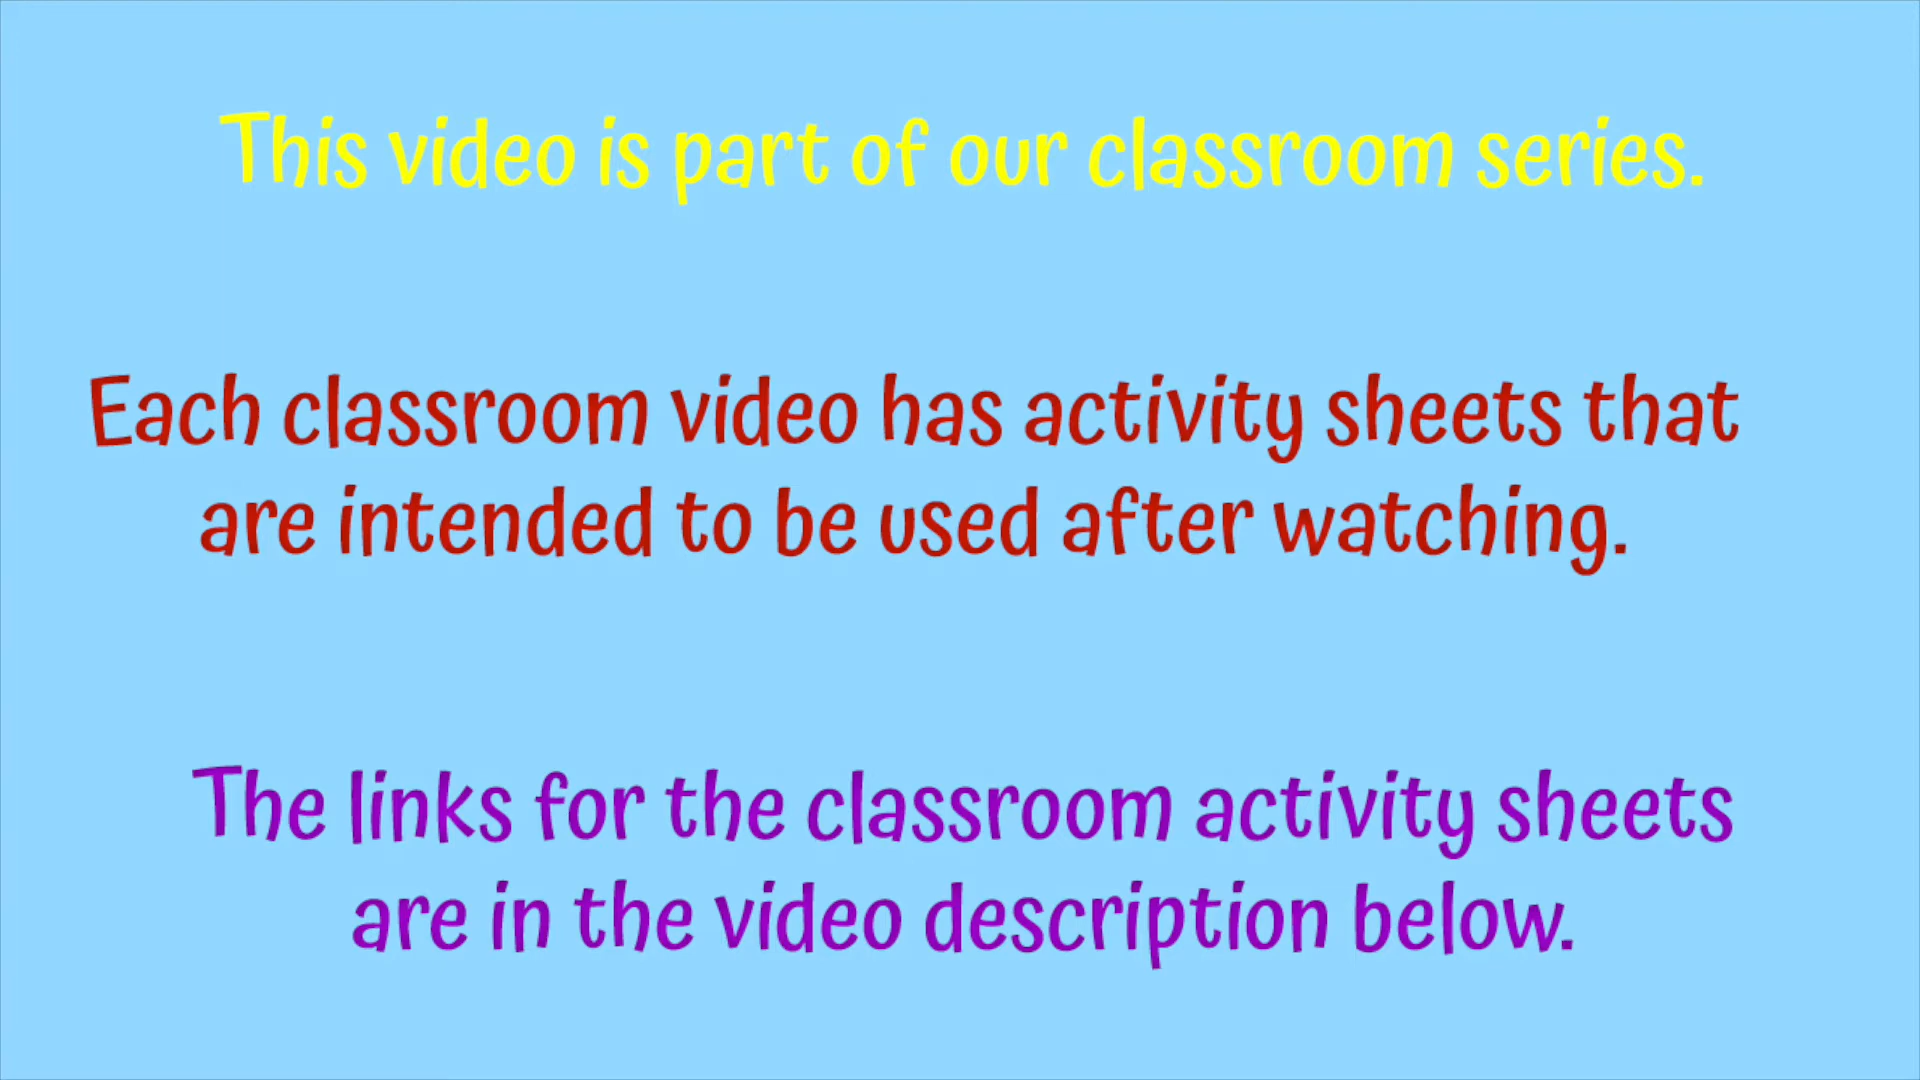 This video is part of our classroom series.
Each classroom video has activity sheets that
are intended to be used after watching.
The links for the classroom activity sheets
are in the video description below.